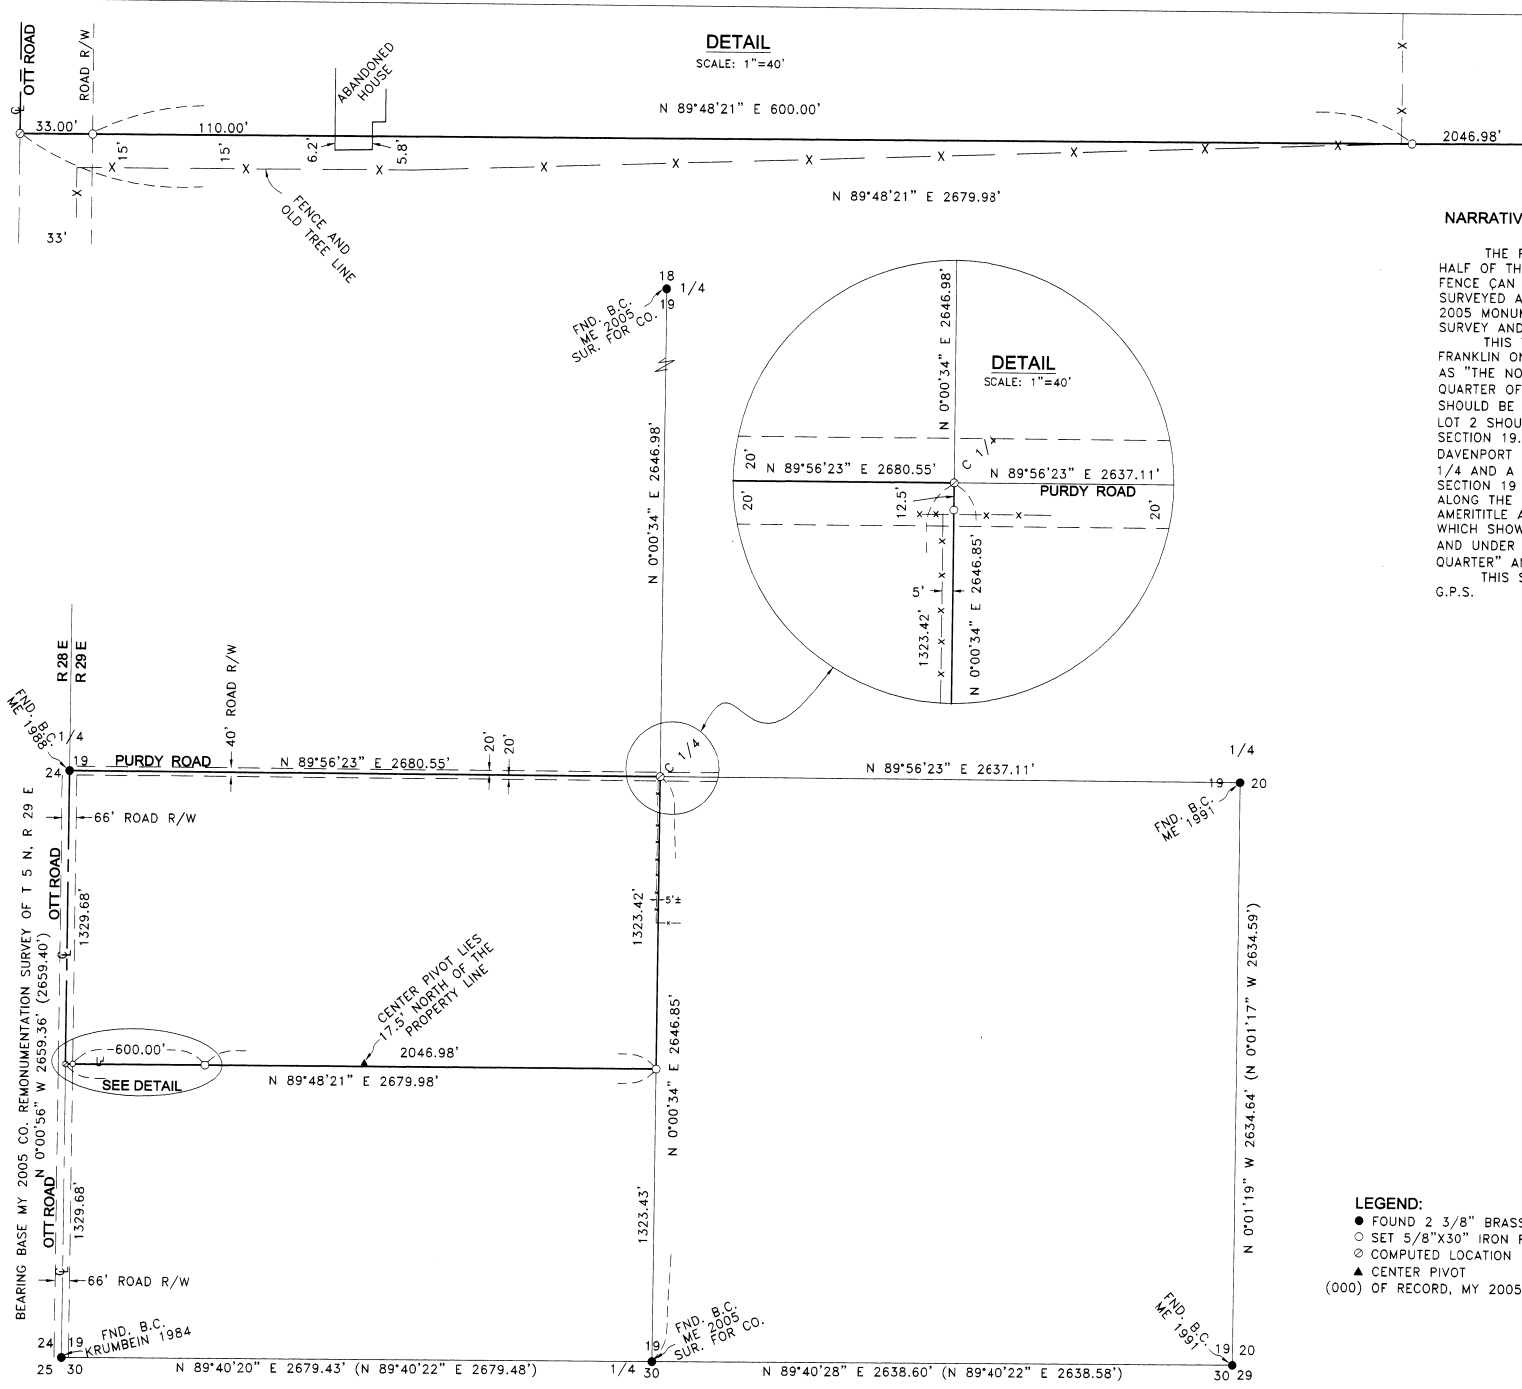 DETAIL
SCALE: 1"=40'
OTT ROAD
ROAD R/W
ABANDONED
HOUSE
N 89°48'21" E 600.00'
33.00'
110.00'
2046.98'
15'
15'
6.2'
5.8'
N 89°48'21" E 2679.98'
33'
FENCE AND
OLD TREE LINE
NARRATIV
THE
HALF OF TH
FENCE CAN
SURVEYED A
2005 MONU
SURVEY AND
THIS
FRANKLIN ON
AS "THE NO
QUARTER OF
SHOULD BE
LOT 2 SHOU
SECTION 19.
DAVENPORT
1/4 AND A
SECTION 19
ALONG THE
AMERITITLE A
WHICH SHOW
AND UNDER
QUARTER" A
THIS S
G.P.S.
18
1/4
19
FND. B.C.
ME 2005
SUR. FOR CO.
N 0°00'34" E 2646.98'
DETAIL
SCALE: 1"=40'
N 0°00'34" E 2646.98'
20'
C 1/4
N 89°56'23" E 2680.55'
N 89°56'23" E 2637.11'
PURDY ROAD
20'
12.5'
20'
5'
1323.42'
N 0°00'34" E 2646.85'
R 28 E
R 29 E
FND. B.C.
ME 1988
1/4
19
24
PURDY ROAD
40' ROAD R/W
N 89°56'23" E 2680.55'
20'
20'
C 1/4
N 89°56'23" E 2637.11'
1/4
19
20
FND. B.C.
ME 1991
66' ROAD R/W
OTT ROAD
1329.68'
1323.42'
5'±
BEARING BASE MY 2005 CO. REMONUMENTATION SURVEY OF T 5 N, R 29 E
N 0°00'56" W 2659.36' (2659.40')
CENTER PIVOT LIES
17.5' NORTH OF THE
PROPERTY LINE
600.00'
2046.98'
SEE DETAIL
N 89°48'21" E 2679.98'
N 0°00'34" E 2646.85'
N 0°01'19" W 2634.64' (N 0°01'17" W 2634.59')
OTT ROAD
1329.68'
1323.43'
66' ROAD R/W
LEGEND:
FOUND 2 3/8" BRASS
SET 5/8"X30" IRON
COMPUTED LOCATION
CENTER PIVOT
(000) OF RECORD, MY 2005
24
19
25
30
FND. B.C.
KRUMBEIN 1984
N 89°40'20" E 2679.43' (N 89°40'22" E 2679.48')
1/4
19
30
FND. B.C.
ME 2005
SUR. FOR CO.
N 89°40'28" E 2638.60' (N 89°40'22" E 2638.58')
FND. B.C.
ME 1991
19
20
30
29